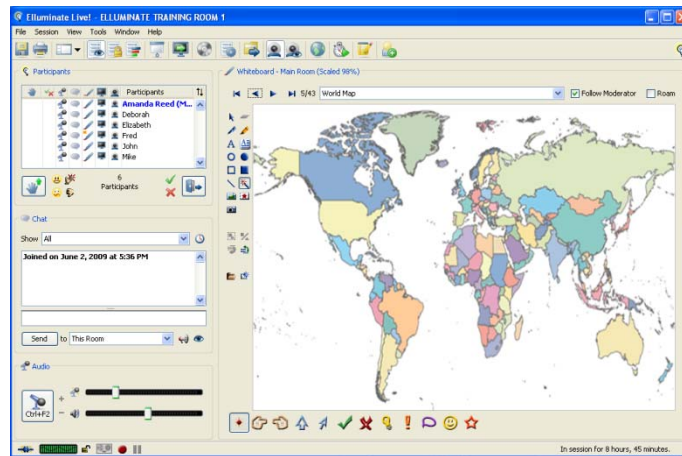 Elluminate Live! - ELLUMINATE TRAINING ROOM 1
File Session View Tools Window Help
Participants
Participants
Amanda Reed (M...
Deborah
Elizabeth
Fred
John
Mike
6
Participants
Chat
Show All
Joined on June 2, 2009 at 5:36 PM
Send to This Room
Audio
Ctrl+F2
Whiteboard - Main Room (Scaled 98%)
5/43 World Map Follow Moderator Roam
A A
In session for 8 hours, 45 minutes.